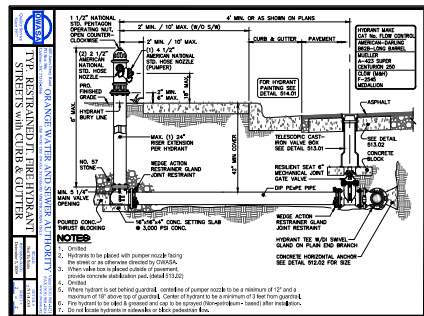 1 1/2" NATIONAL
STD. PENTAGON
OPERATING NUT,
OPEN COUNTER-
CLOCKWISE
(2) 2 1/2"
AMERICAN
NATIONAL
STD. HOSE
NOZZLE
PRO.
FINISHED
GRADE
HYDRANT
BURY LINE
NO. 57
STONE
MIN. 5 1/4"
MAIN VALVE
OPENING
POURED CONC.
THRUST BLOCKING
4' MIN. OR AS SHOWN ON PLANS
2' MIN. / 10' MAX. (W/O S/W)
2' MIN. / 10' MAX.
(1) 4 1/2"
AMERICAN
NATIONAL
STD. HOSE NOZZLE
(PUMPER)
2" MIN.
6" MAX.
CURB & GUTTER
PAVEMENT
FOR HYDRANT
PAINTING SEE
DETAIL 514.01
MAX. (1) 24"
RISER EXTENSION
PER HYDRANT
42" MIN COVER
WEDGE ACTION
RESTRAINER GLAND
JOINT RESTRAINT
16"x16"x4" CONC. SETTING SLAB
@ 3,000 PSI CONC.
HYDRANT MAKE
CAT No. FLOW CONTROL
AMERICAN-DARLING
B62B-LONG BARREL
MUELLER
A-423 SUPER
CENTURION 250
CLOW (M&H)
F-2545
MEDALLION
ASPHALT
TELESCOPIC CAST-
IRON VALVE BOX
SEE DETAIL 513.01
SEE DETAIL
513.02
CONCRETE
BLOCK
RESILIENT SEAT 6"
MECHANICAL JOINT
GATE VALVE
DIP PExPE PIPE
WEDGE ACTION
RESTRAINER GLAND
JOINT RESTRAINT
HYDRANT TEE W/DI SWIVEL
GLAND ON PLAIN END BRANCH
CONCRETE HORIZONTAL ANCHOR
SEE DETAIL 512.02 FOR SIZE
NOTES:
1. Omitted
2. Hydrants to be placed with pumper nozzle facing
the street or as otherwise directed by OWASA.
3. When valve box is placed outside of pavement,
provide concrete stabilization pad. (detail 513.02)
4. Omitted
5. Where hydrant is set behind guardrail, centerline of pumper nozzle to be a minimum of 12" and a
maximum of 18" above top of guardrail. Center of hydrant to be a minimum of 3 feet from guardrail.
6. Fire hydrant to be oiled & greased and cap to be sprayed (Non-petroleum - based) after installation.
7. Do not locate hydrants in sidewalks or block pedestrian flow.
OWASA
ORANGE WATER AND SEWER AUTHORITY
TYP. RESTRAINED FIRE HYDRANT
STREETS with CURB & GUTTER